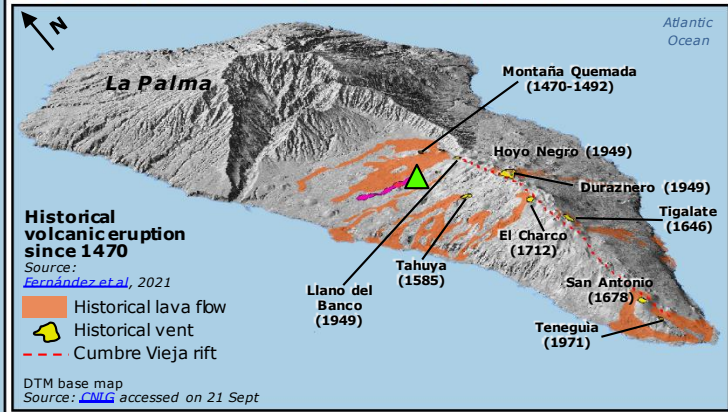 N
Atlantic
Ocean
La Palma
Montaña Quemada
(1470-1492)
Hoyo Negro (1949)
Duraznero (1949)
Tigalate
(1646)
El Charco
(1712)
Tahuya
(1585)
Llano del
Banco
(1949)
San Antonio
(1678)
Teneguia
(1971)
Historical
volcanic eruption
since 1470
Source:
Fernández et al, 2021
Historical lava flow
Historical vent
Cumbre Vieja rift
DTM base map
Source: CNIG accessed on 21 Sept